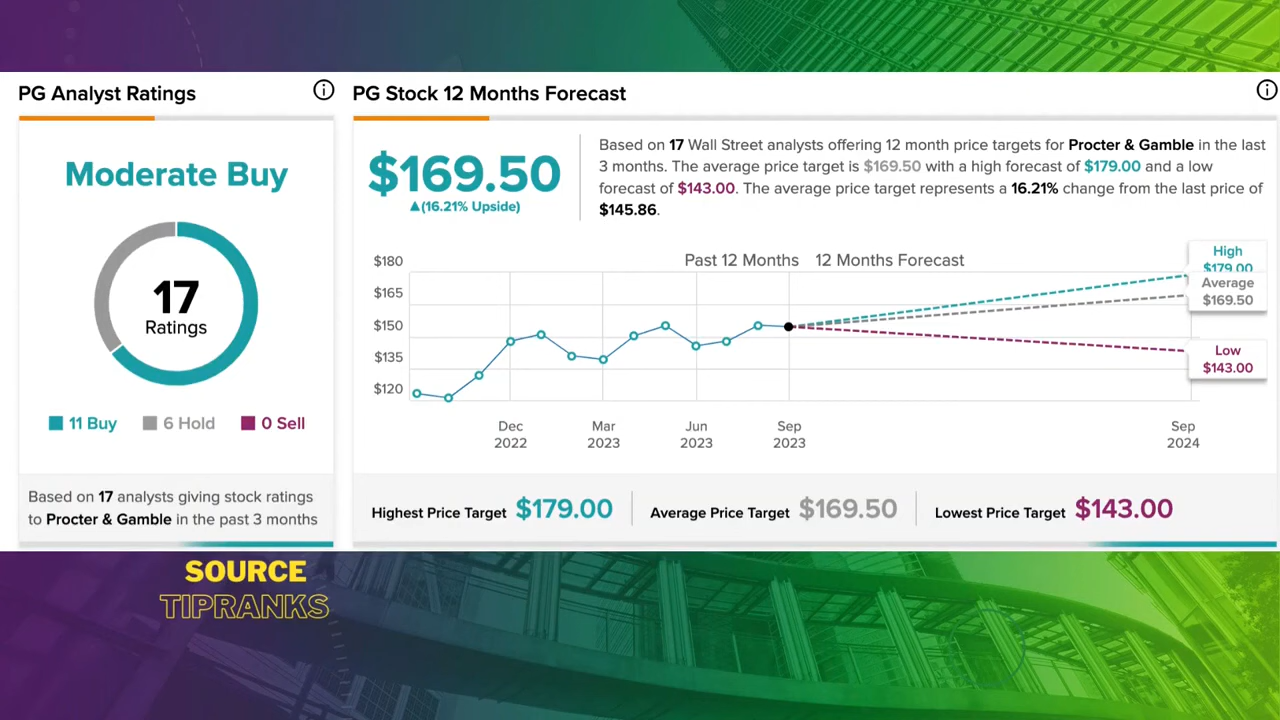 PG Analyst Ratings
Moderate Buy
17
Ratings
11 Buy
6 Hold
0 Sell
Based on 17 analysts giving stock ratings
to Procter & Gamble in the past 3 months
PG Stock 12 Months Forecast
$169.50
▲(16.21% Upside)
Based on 17 Wall Street analysts offering 12 month price targets for Procter & Gamble in the last
3 months. The average price target is $169.50 with a high forecast of $179.00 and a low
forecast of $143.00. The average price target represents a 16.21% change from the last price of
$145.86.
Past 12 Months
12 Months Forecast
$180
$165
$150
$135
$120
Dec
2022
Mar
2023
Jun
2023
Sep
2023
Sep
2024
High
$179.00
Average
$169.50
Low
$143.00
Highest Price Target $179.00
Average Price Target $169.50
Lowest Price Target $143.00
SOURCE
TIPRANKS